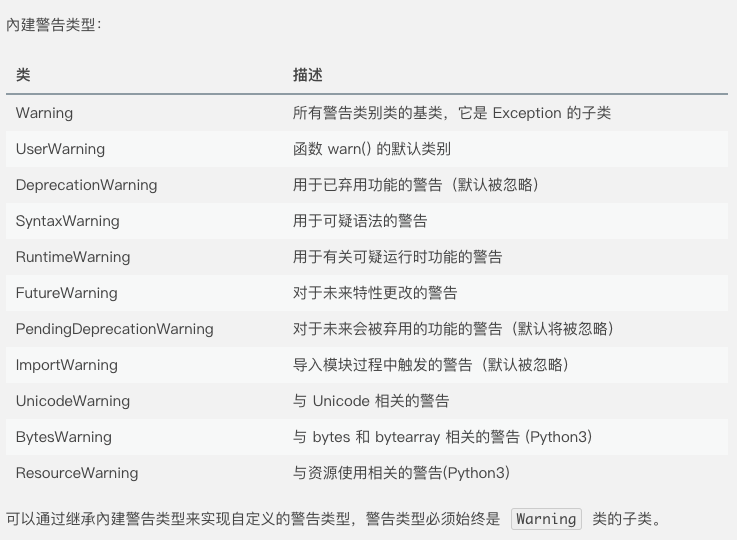 內建警告类型：
类 描述
Warning 所有警告类别类的基类，它是 Exception 的子类
UserWarning 函数 warn() 的默认类别
DeprecationWarning 用于已弃用功能的警告（默认被忽略）
SyntaxWarning 用于可疑语法的警告
RuntimeWarning 用于有关可疑运行时功能的警告
FutureWarning 对于未来特性更改的警告
PendingDeprecationWarning 对于未来会被弃用的功能的警告（默认将被忽略）
ImportWarning 导入模块过程中触发的警告（默认被忽略）
UnicodeWarning 与 Unicode 相关的警告
BytesWarning 与 bytes 和 bytearray 相关的警告 (Python3)
ResourceWarning 与资源使用相关的警告(Python3)
可以通过继承內建警告类型来实现自定义的警告类型，警告类型必须始终是 Warning 类的子类。